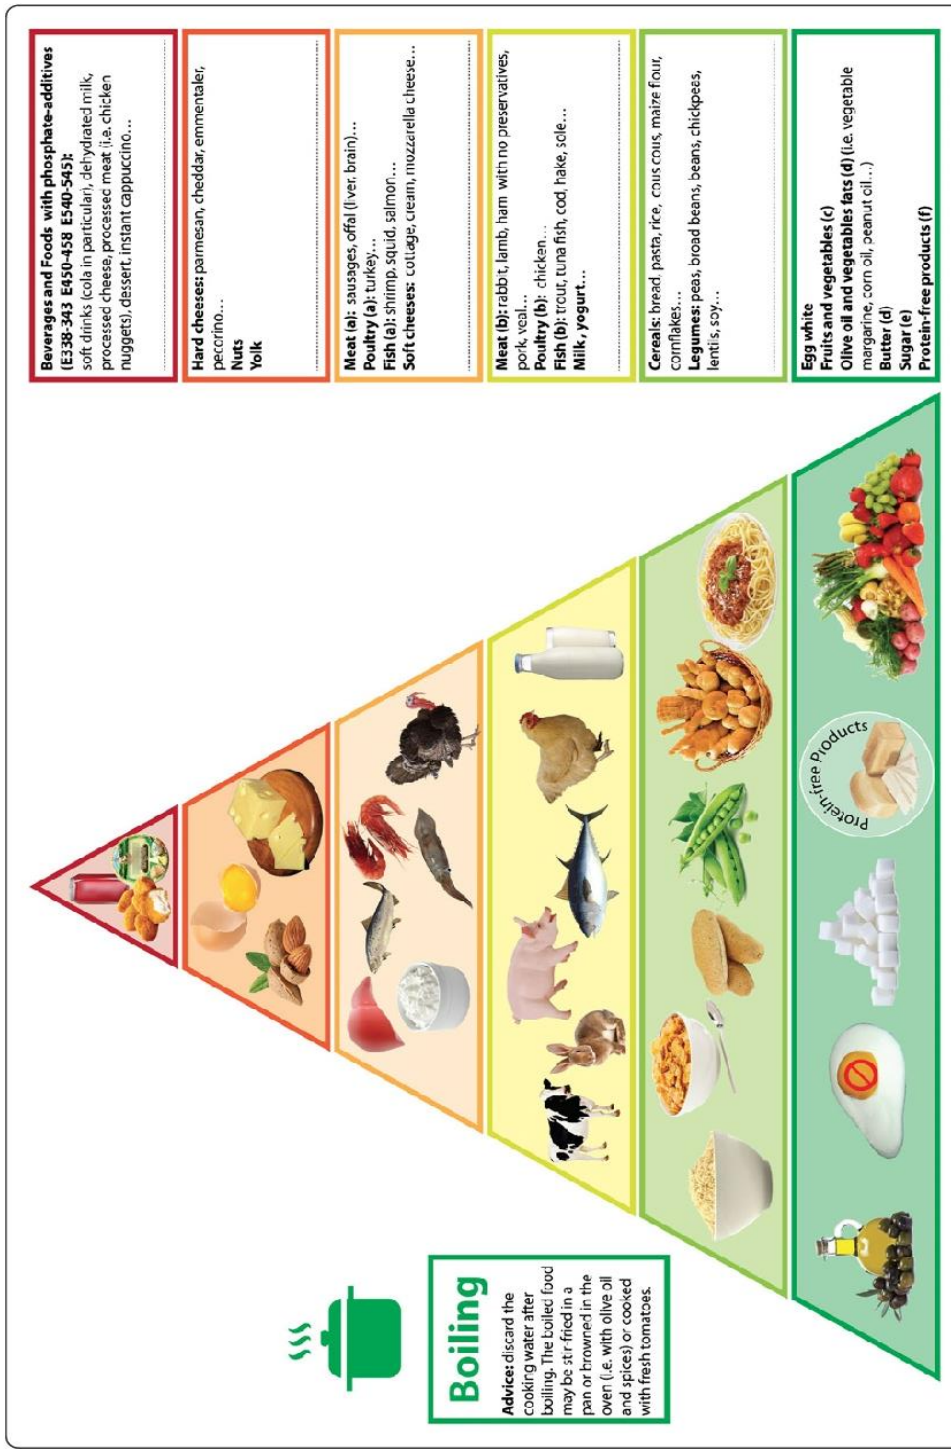 Beverages and Foods with phosphate-additives
(E338-343 E450-458 E540-545):
soft drinks (cola in particular), dehydrated milk,
processed cheese, processed meat (i.e. chicken
nuggets), dessert, instant cappuccino...
Hard cheeses: parmesan, cheddar, emmentaler,
pecorino...
Nuts
Yolk
Meat (a): sausages, offal (liver, brain)...
Poultry (a): turkey...
Fish (a): shrimp, squid, salmon...
Soft cheeses: cottage, cream, mozzarella cheese...
Meat (b): rabbit, lamb, ham with no preservatives,
pork, veal...
Poultry (b): chicken...
Fish (b): trout, tuna fish, cod, hake, sole...
Milk, yogurt...
Cereals: bread, pasta, rice, cous cous, maize flour,
cornflakes...
Legumes: peas, broad beans, beans, chickpeas,
lentils, soy...
Egg white
Fruits and vegetables (c)
Olive oil and vegetables fats (d) (i.e. vegetable
margarine, corn oil, peanut oil...)
Butter (d)
Sugar (e)
Protein-free products (f)
Protein-free Products
Boiling
Advice: discard the
cooking water after
boiling. The boiled food
may be stir-fried in a
pan or browned in the
oven (i.e. with olive oil
and spices) or cooked
with fresh tomatoes.